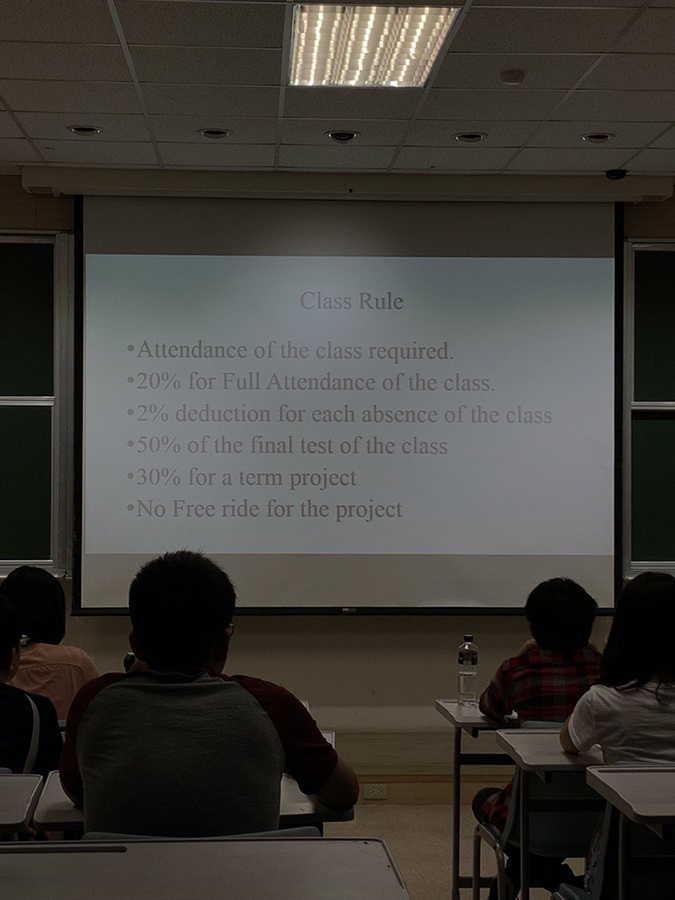 Class Rule
•Attendance of the class required.
•20% for Full Attendance of the class.
•2% deduction for each absence of the class
•50% of the final test of the class
•30% for a term project
•No Free ride for the project